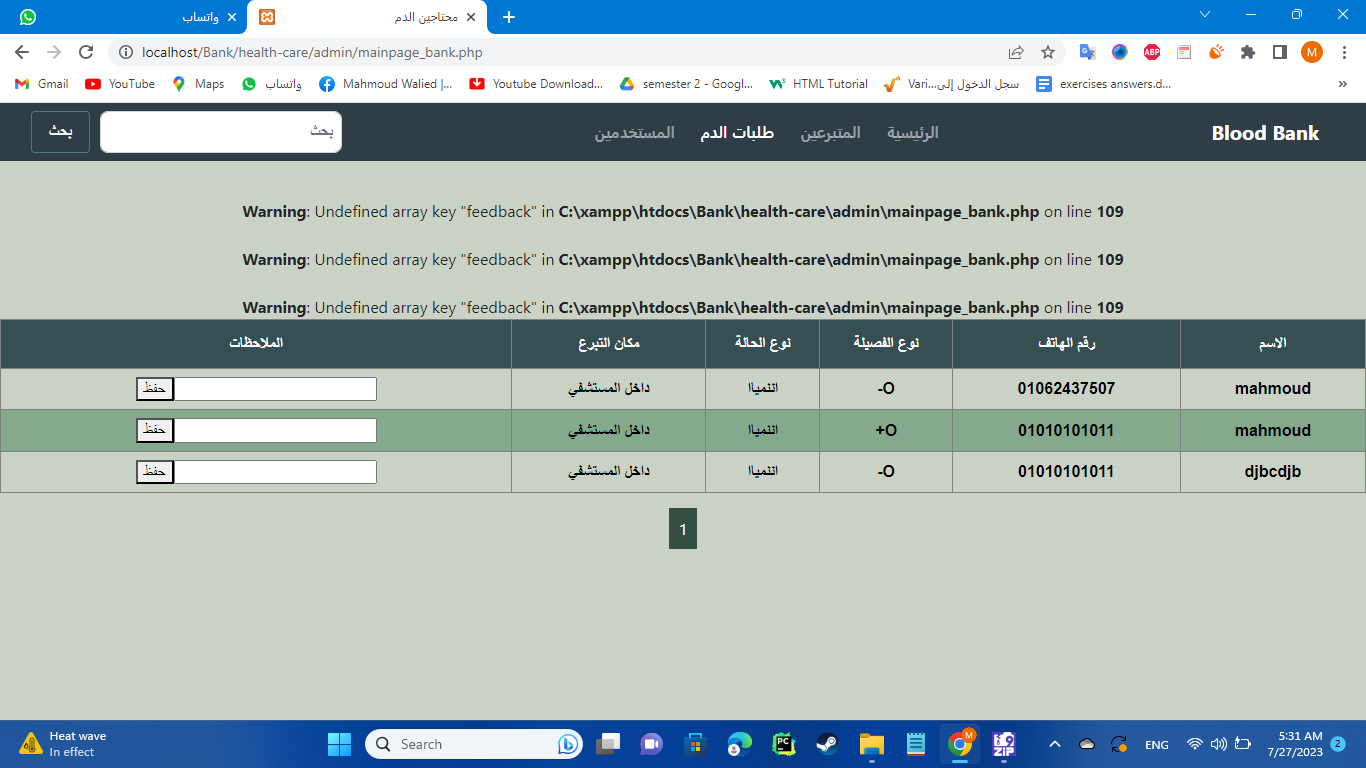 واتساب
محتاجين الدم
localhost/Bank/health-care/admin/mainpage_bank.php
M
Gmail
YouTube
Maps
واتساب
Mahmoud Walied |...
Youtube Download...
semester 2 - Googl...
HTML Tutorial
سجل الدخول إلى...Vari
exercises answers.d...
»
Blood Bank
الرئيسية
المتبرعين
طلبات الدم
المستخدمين
بحث
بحث
Warning: Undefined array key "feedback" in C:\xampp\htdocs\Bank\health-care\admin\mainpage_bank.php on line 109
Warning: Undefined array key "feedback" in C:\xampp\htdocs\Bank\health-care\admin\mainpage_bank.php on line 109
Warning: Undefined array key "feedback" in C:\xampp\htdocs\Bank\health-care\admin\mainpage_bank.php on line 109
الاسم رقم الهاتف نوع الفصيلة نوع الحالة مكان التبرع الملاحظات
mahmoud 01062437507 -O انيمياا داخل المستشفي حفظ
mahmoud 01010101011 +O انيمياا داخل المستشفي حفظ
djbcdjb 01010101011 -O انيمياا داخل المستشفي حفظ
1
Heat wave
In effect
Search
ENG
5:31 AM
7/27/2023
2